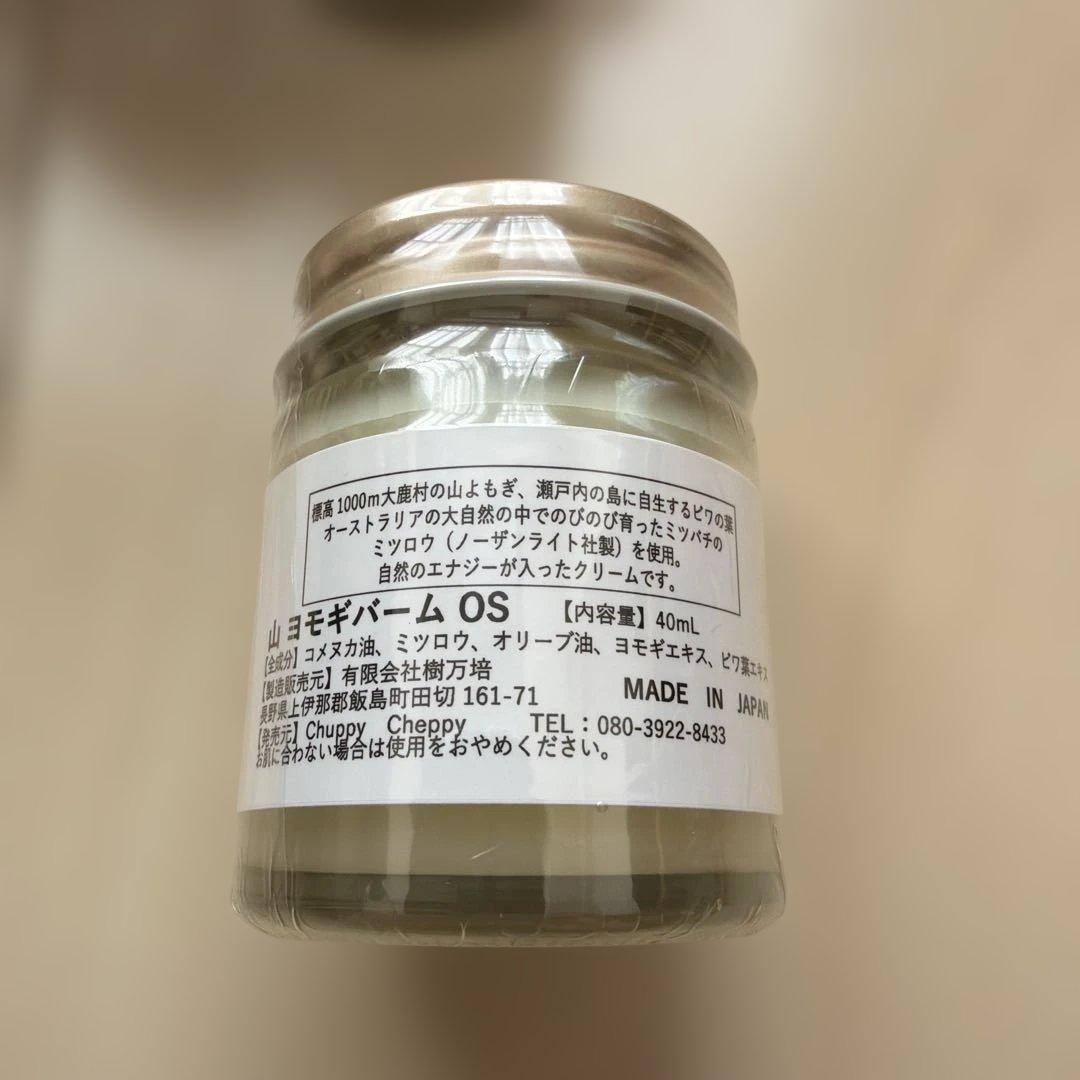 標高1000m大鹿村の山よもぎ、瀬戸内の島に自生するビワの葉
オーストラリアの大自然の中でのびのび育ったミツバチの
ミツロウ（ノーザンライト社製）を使用。
自然のエナジーが入ったクリームです。
山 ヨモギバーム OS 【内容量】40mL
【全成分】コメヌカ油、ミツロウ、オリーブ油、ヨモギエキス、ビワ葉エキス
【製造販売元】有限会社樹万培
長野県上伊那郡飯島町田切 161-71 MADE IN JAPAN
【発売元】Chuppy Cheppy TEL：080-3922-8433
お肌に合わない場合は使用をおやめください。